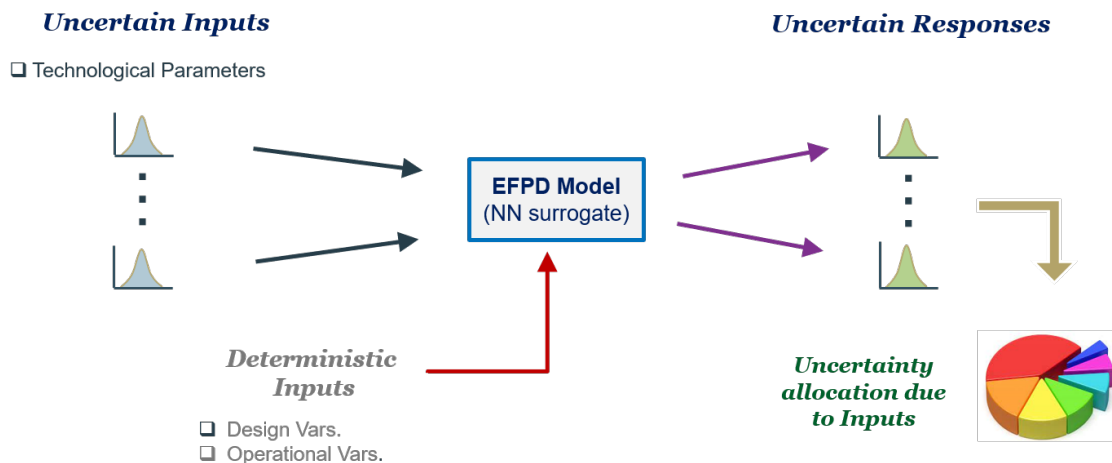 Uncertain Inputs
Uncertain Responses
Technological Parameters
EFPD Model
(NN surrogate)
Deterministic
Inputs
Design Vars.
Operational Vars.
Uncertainty
allocation due
to Inputs